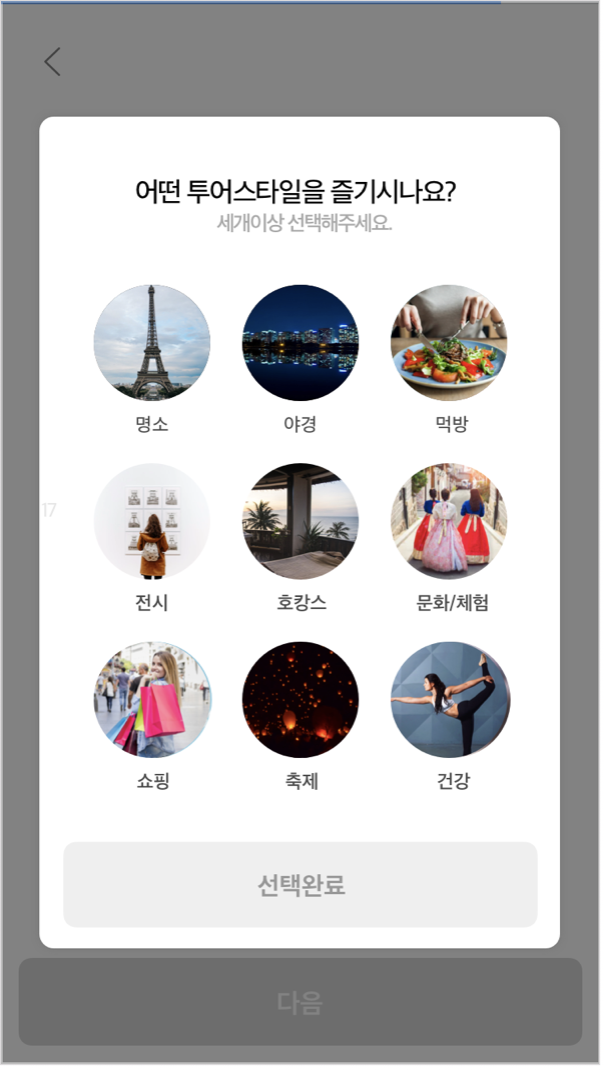 어떤 투어스타일을 즐기시나요?
세개이상 선택해주세요.
명소
야경
먹방
17
전시
호캉스
문화/체험
쇼핑
축제
건강
선택완료
다음